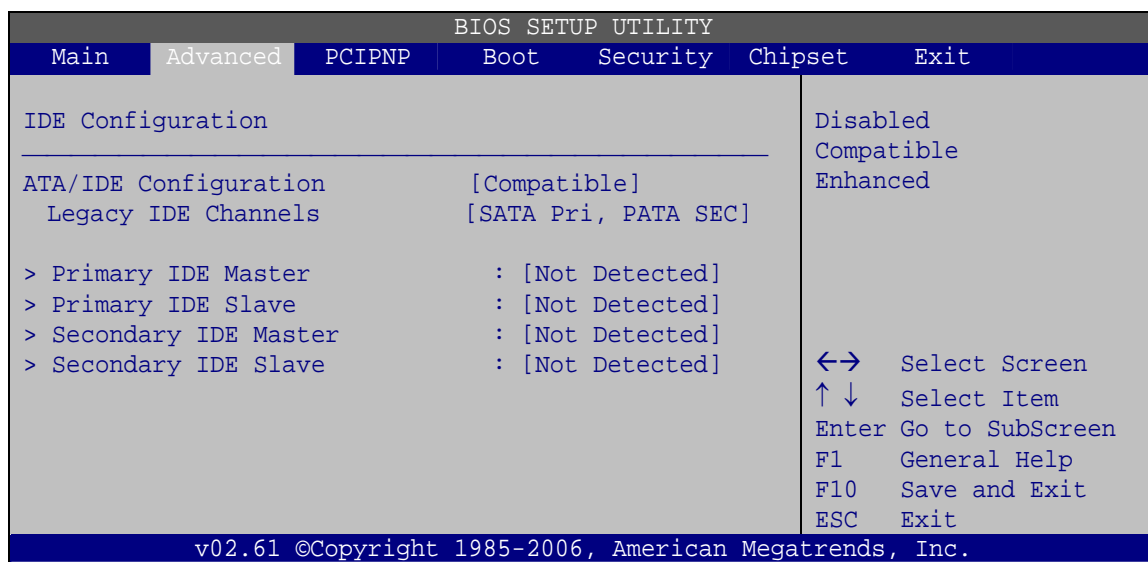 BIOS SETUP UTILITY
Main Advanced PCIPNP Boot Security Chipset Exit
IDE Configuration
ATA/IDE Configuration [Compatible]
Legacy IDE Channels [SATA Pri, PATA SEC]
> Primary IDE Master : [Not Detected]
> Primary IDE Slave : [Not Detected]
> Secondary IDE Master : [Not Detected]
> Secondary IDE Slave : [Not Detected]
Disabled
Compatible
Enhanced
←→ Select Screen
↑ ↓ Select Item
Enter Go to SubScreen
F1 General Help
F10 Save and Exit
ESC Exit
v02.61 ©Copyright 1985-2006, American Megatrends, Inc.